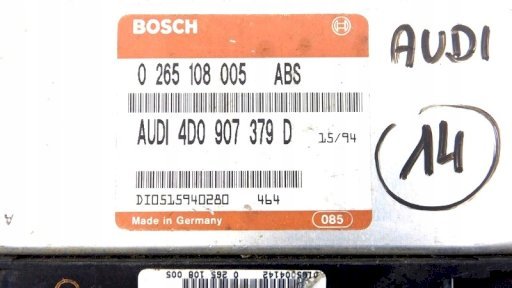 BOSCH
0 265 108 005 ABS
AUDI 4D0 907 379 D 15/94
DI0515940280 464
Made in Germany 085
AUDI
14
A
0 265 108 005